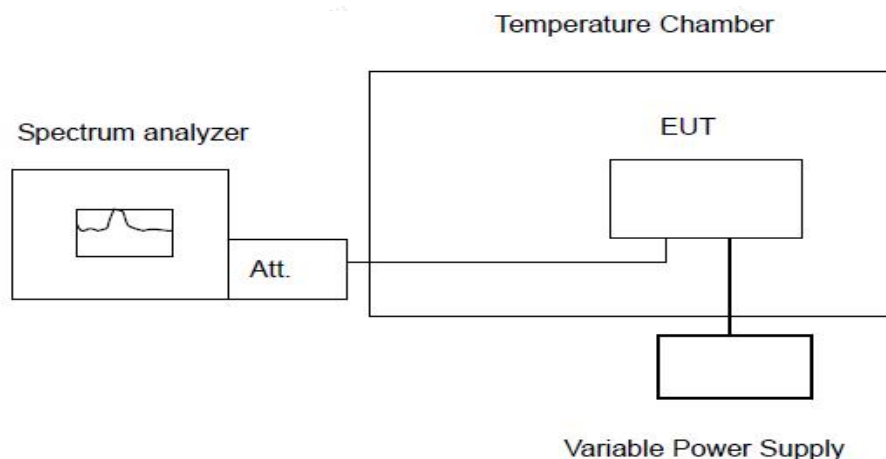 Temperature Chamber
Spectrum analyzer
EUT
Att.
Variable Power Supply